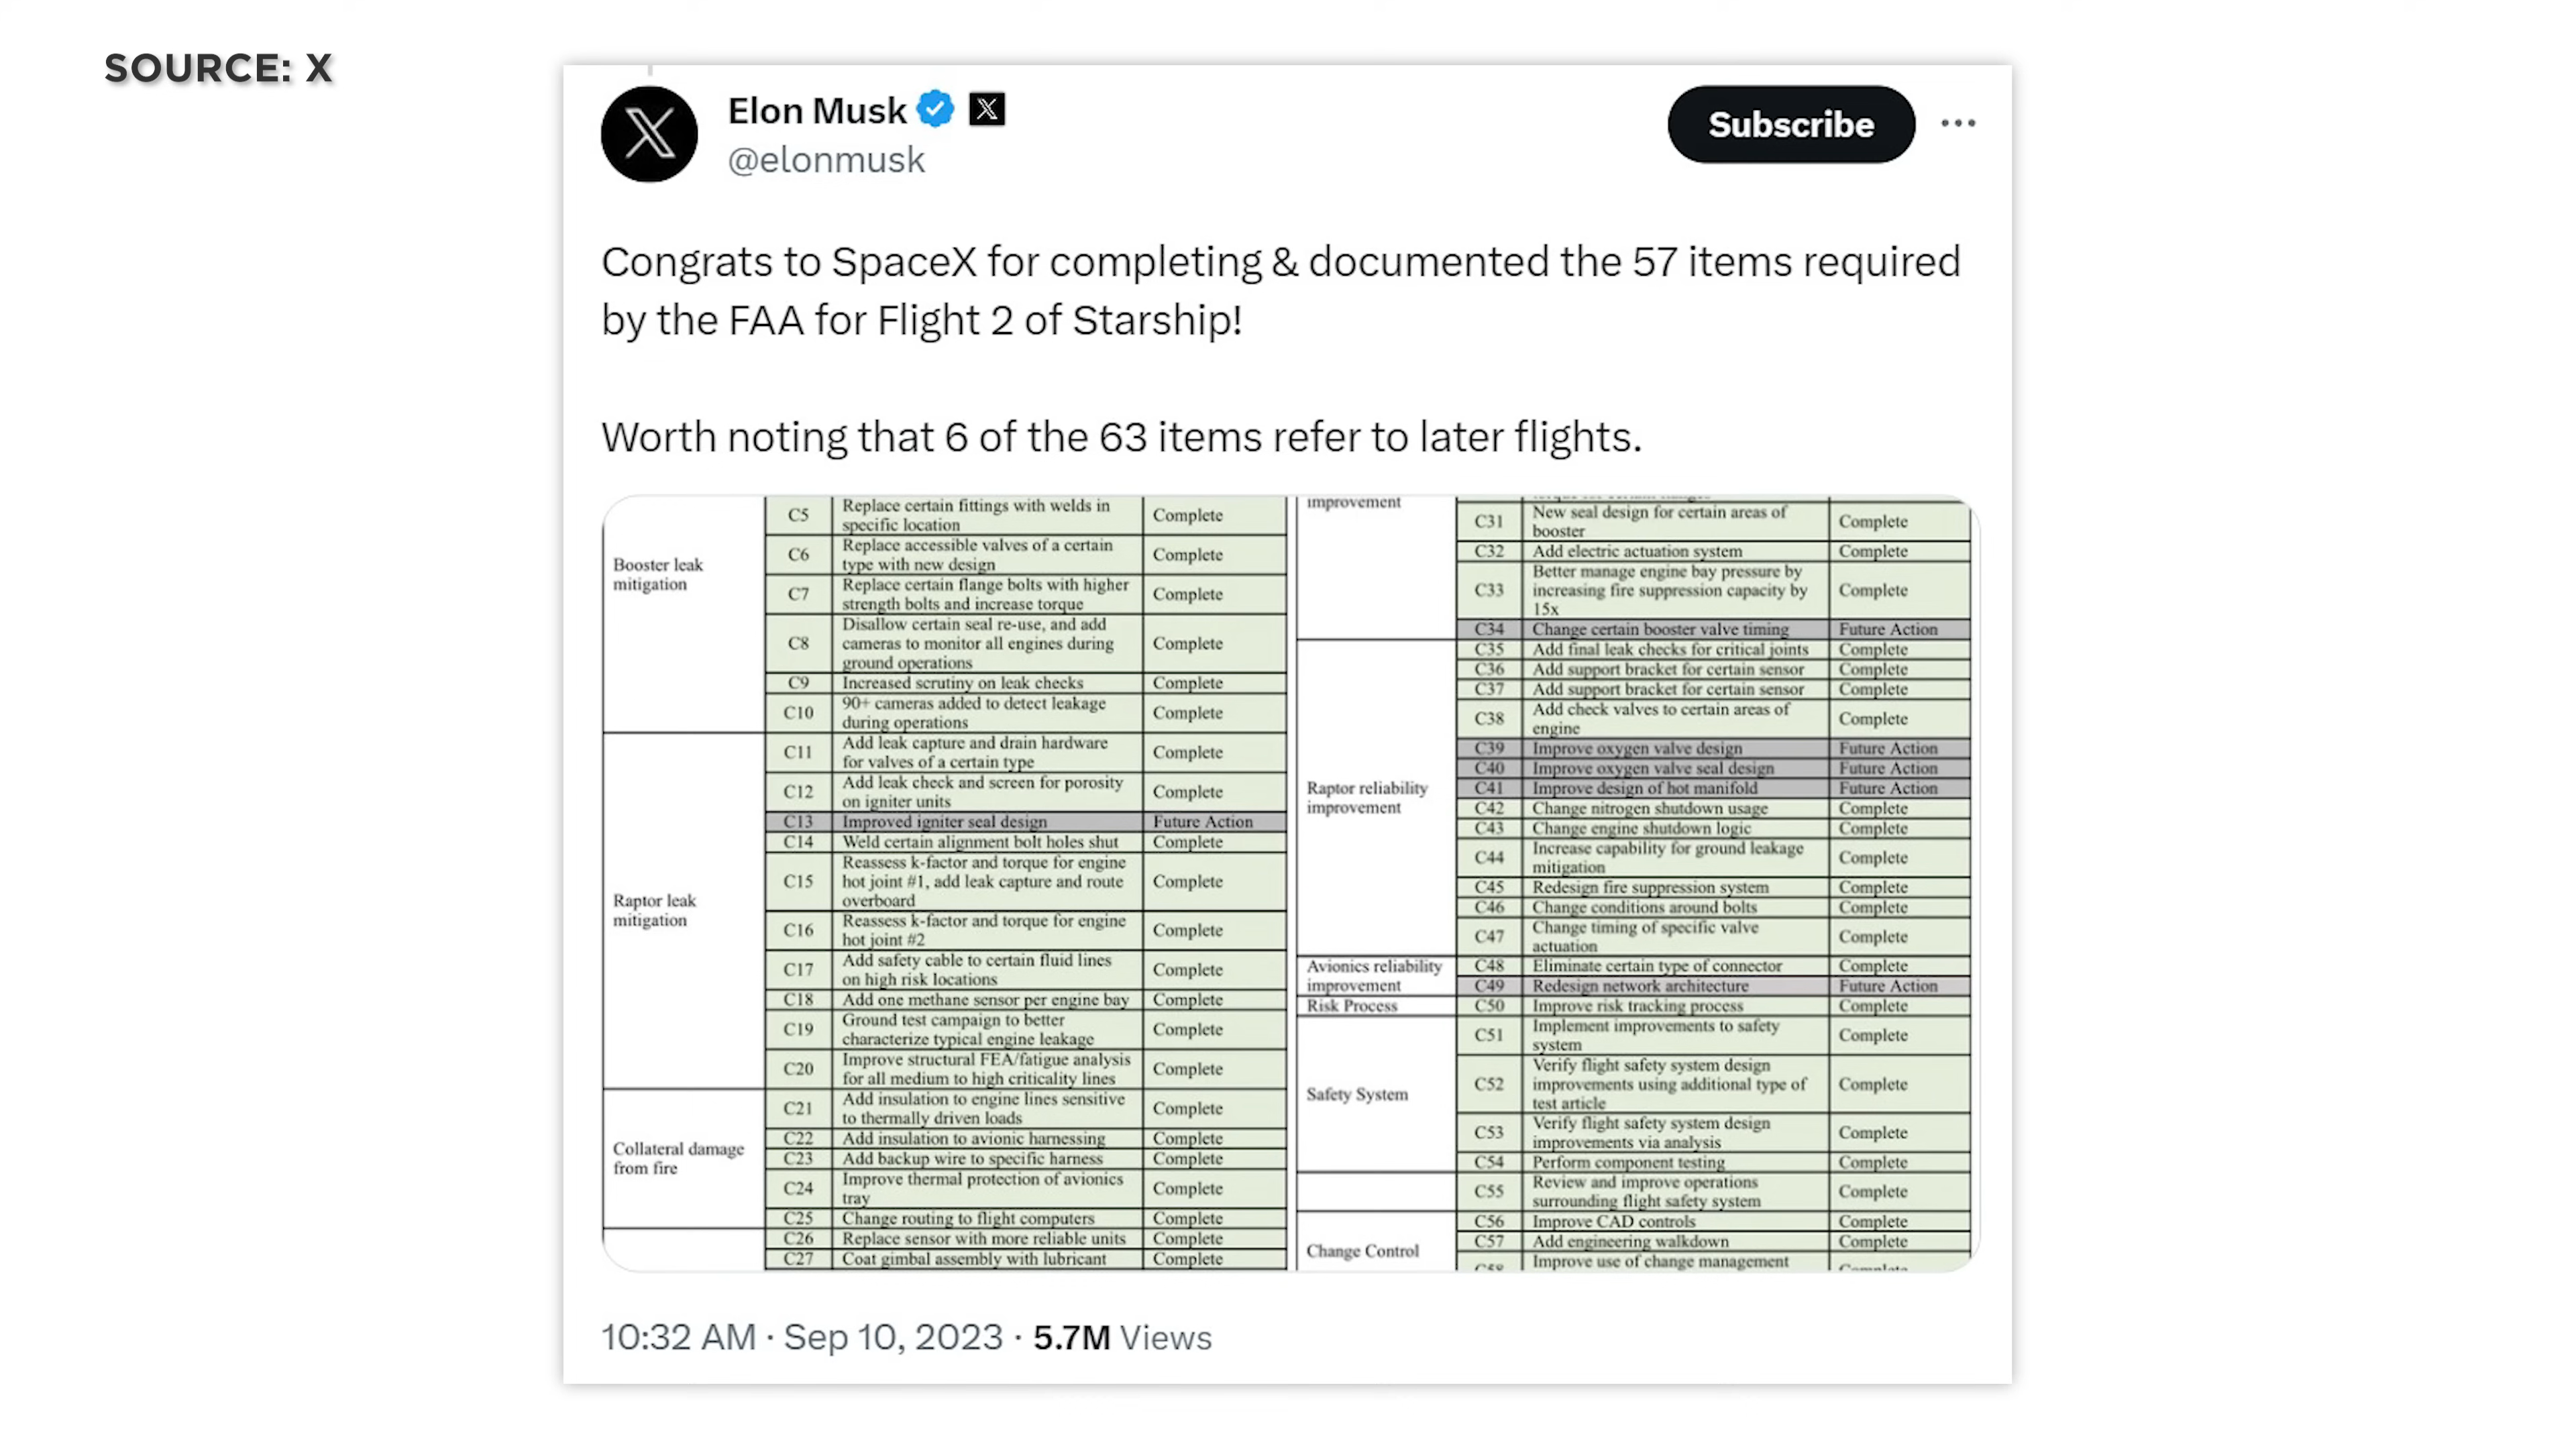 SOURCE: X
Elon Musk
@elonmusk
Subscribe
Congrats to SpaceX for completing & documented the 57 items required
by the FAA for Flight 2 of Starship!
Worth noting that 6 of the 63 items refer to later flights.
Booster leak
mitigation
C5 Replace certain fittings with welds in
specific location Complete
C6 Replace accessible valves of a certain
type with new design Complete
C7 Replace certain flange bolts with higher
strength bolts and increase torque Complete
C8 Disallow certain seal re-use, and add
cameras to monitor all engines during
ground operations Complete
C9 Increased scrutiny on leak checks Complete
C10 90+ cameras added to detect leakage
during operations Complete
Raptor leak
mitigation
C11 Add leak capture and drain hardware
for valves of a certain type Complete
C12 Add leak check and screen for porosity
on igniter units Complete
C13 Improved igniter seal design Future Action
C14 Weld certain alignment bolt holes shut Complete
C15 Reassess k-factor and torque for engine
hot joint #1, add leak capture and route
overboard Complete
C16 Reassess k-factor and torque for engine
hot joint #2 Complete
C17 Add safety cable to certain fluid lines
on high risk locations Complete
C18 Add one methane sensor per engine bay Complete
C19 Ground test campaign to better
characterize typical engine leakage Complete
C20 Improve structural FEA/fatigue analysis
for all medium to high criticality lines Complete
Collateral damage
from fire
C21 Add insulation to engine lines sensitive
to thermally driven loads Complete
C22 Add insulation to avionic harnessing Complete
C23 Add backup wire to specific harness Complete
C24 Improve thermal protection of avionics
tray Complete
C25 Change routing to flight computers Complete
C26 Replace sensor with more reliable units Complete
C27 Coat gimbal assembly with lubricant Complete
improvement
C31 New seal design for certain areas of
booster Complete
C32 Add electric actuation system Complete
C33 Better manage engine bay pressure by
increasing fire suppression capacity by
15x Complete
C34 Change certain booster valve timing Future Action
Raptor reliability
improvement
C35 Add final leak checks for critical joints Complete
C36 Add support bracket for certain sensor Complete
C37 Add support bracket for certain sensor Complete
C38 Add check valves to certain areas of
engine Complete
C39 Improve oxygen valve design Future Action
C40 Improve oxygen valve seal design Future Action
C41 Improve design of hot manifold Future Action
C42 Change nitrogen shutdown usage Complete
C43 Change engine shutdown logic Complete
C44 Increase capability for ground leakage
mitigation Complete
C45 Redesign fire suppression system Complete
C46 Change conditions around bolts Complete
C47 Change timing of specific valve
actuation Complete
Avionics reliability
improvement
C48 Eliminate certain type of connector Complete
C49 Redesign network architecture Future Action
Risk Process
C50 Improve risk tracking process Complete
Safety System
C51 Implement improvements to safety
system Complete
C52 Verify flight safety system design
improvements using additional type of
test article Complete
C53 Verify flight safety system design
improvements via analysis Complete
C54 Perform component testing Complete
C55 Review and improve operations
surrounding flight safety system Complete
Change Control
C56 Improve CAD controls Complete
C57 Add engineering walkdown Complete
C58 Improve use of change management Complete
10:32 AM · Sep 10, 2023 · 5.7M Views